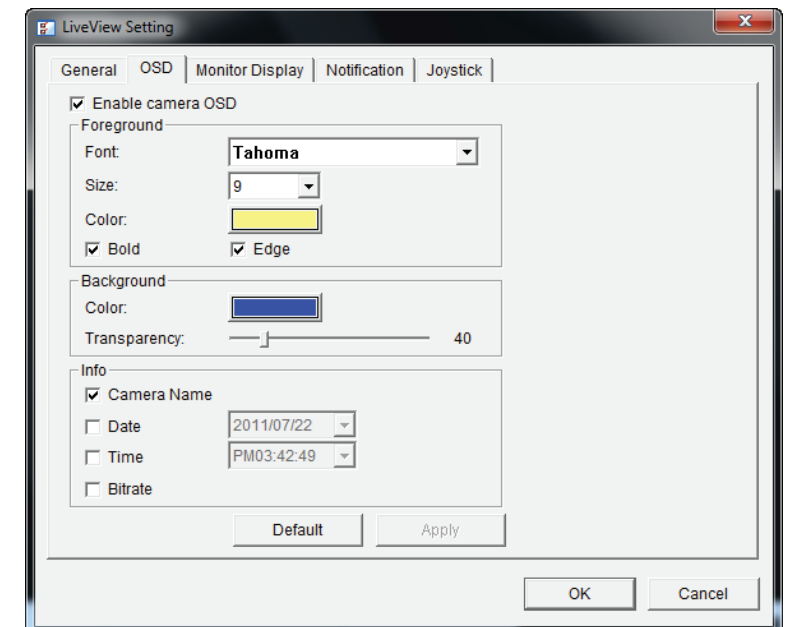 LiveView Setting
General OSD Monitor Display Notification Joystick
Enable camera OSD
Foreground
Font: Tahoma
Size: 9
Color:
Bold Edge
Background
Color:
Transparency: 40
Info
Camera Name
Date 2011/07/22
Time PM03:42:49
Bitrate
Default Apply
OK Cancel